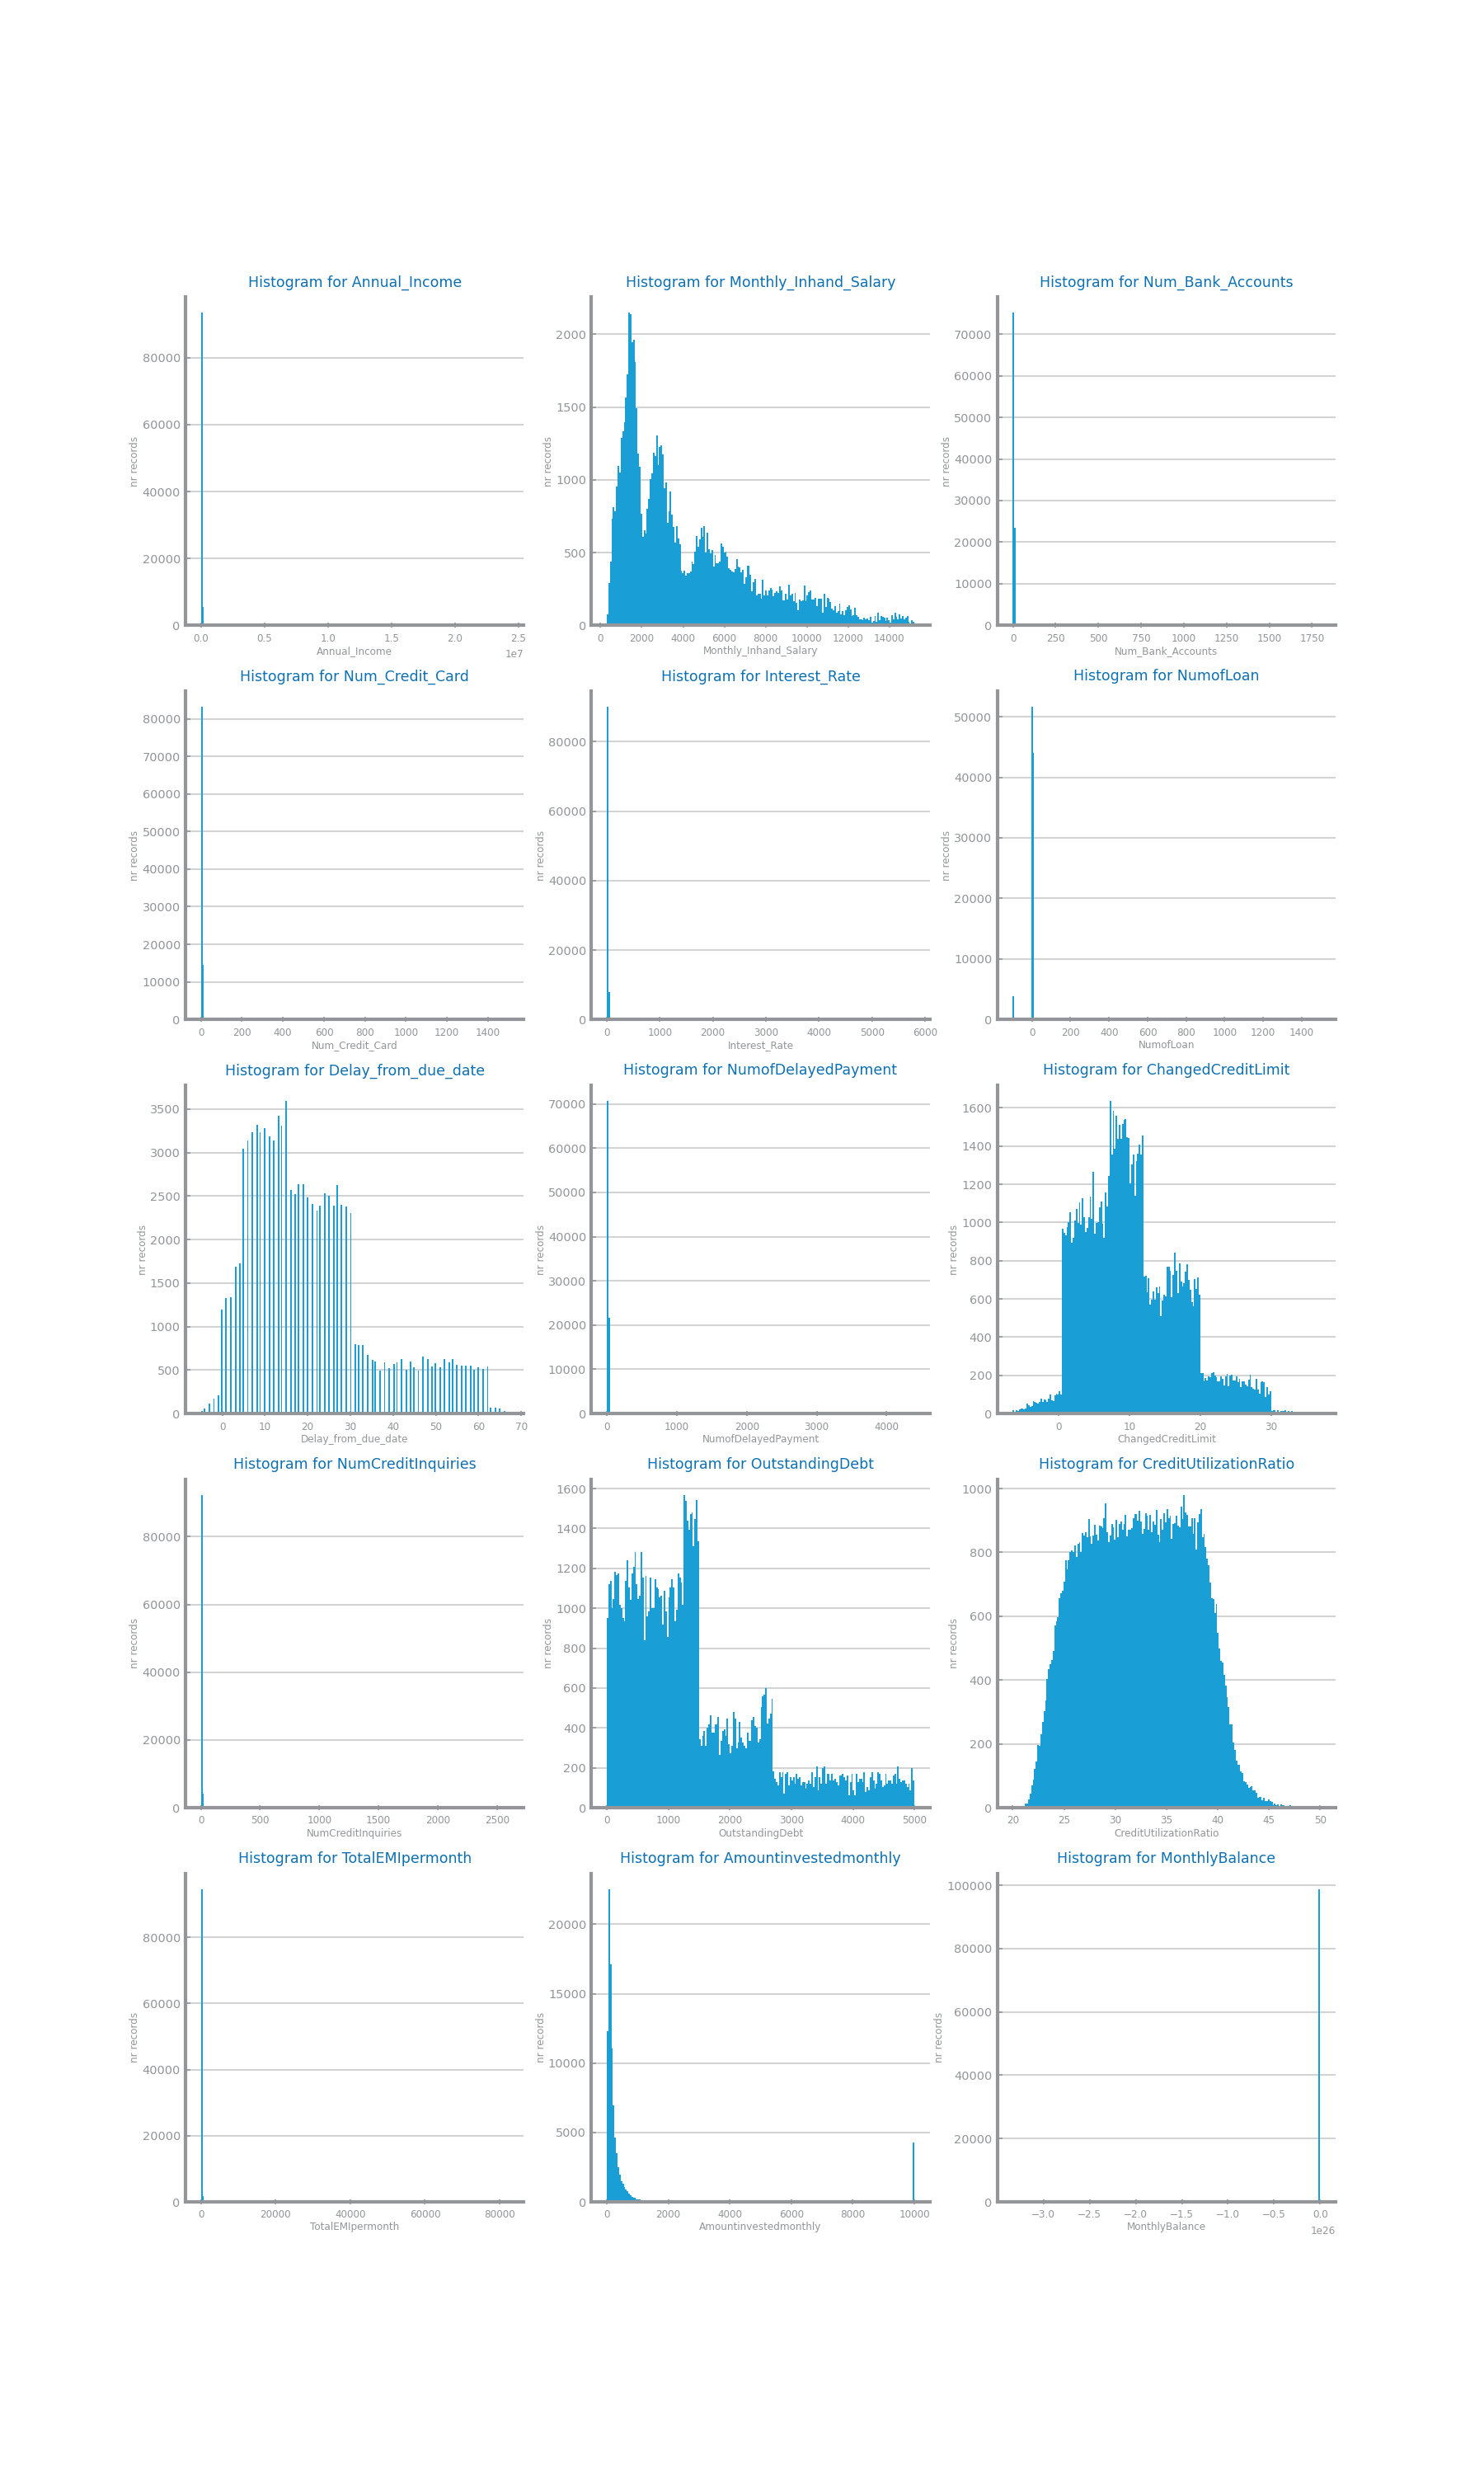 Histogram for Annual_Income
80000
60000
40000
20000
0
nr records
0.0 0.5 1.0 1.5 2.0 2.5
Annual_Income
1e7
Histogram for Monthly_Inhand_Salary
2000
1500
1000
500
0
nr records
0 2000 4000 6000 8000 10000 12000 14000
Monthly_Inhand_Salary
Histogram for Num_Bank_Accounts
70000
60000
50000
40000
30000
20000
10000
0
nr records
0 250 500 750 1000 1250 1500 1750
Num_Bank_Accounts
Histogram for Num_Credit_Card
80000
70000
60000
50000
40000
30000
20000
10000
0
nr records
0 200 400 600 800 1000 1200 1400
Num_Credit_Card
Histogram for Interest_Rate
80000
60000
40000
20000
0
nr records
0 1000 2000 3000 4000 5000 6000
Interest_Rate
Histogram for NumofLoan
50000
40000
30000
20000
10000
0
nr records
0 200 400 600 800 1000 1200 1400
NumofLoan
Histogram for Delay_from_due_date
3500
3000
2500
2000
1500
1000
500
0
nr records
0 10 20 30 40 50 60 70
Delay_from_due_date
Histogram for NumofDelayedPayment
70000
60000
50000
40000
30000
20000
10000
0
nr records
0 1000 2000 3000 4000
NumofDelayedPayment
Histogram for ChangedCreditLimit
1600
1400
1200
1000
800
600
400
200
0
nr records
0 10 20 30
ChangedCreditLimit
Histogram for NumCreditInquiries
80000
60000
40000
20000
0
nr records
0 500 1000 1500 2000 2500
NumCreditInquiries
Histogram for OutstandingDebt
1600
1400
1200
1000
800
600
400
200
0
nr records
0 1000 2000 3000 4000 5000
OutstandingDebt
Histogram for CreditUtilizationRatio
1000
800
600
400
200
0
nr records
20 25 30 35 40 45 50
CreditUtilizationRatio
Histogram for TotalEMIpermonth
80000
60000
40000
20000
0
nr records
0 20000 40000 60000 80000
TotalEMIpermonth
Histogram for Amountinvestedmonthly
20000
15000
10000
5000
0
nr records
0 2000 4000 6000 8000 10000
Amountinvestedmonthly
Histogram for MonthlyBalance
100000
80000
60000
40000
20000
0
nr records
−3.0 −2.5 −2.0 −1.5 −1.0 −0.5 0.0
MonthlyBalance
1e26